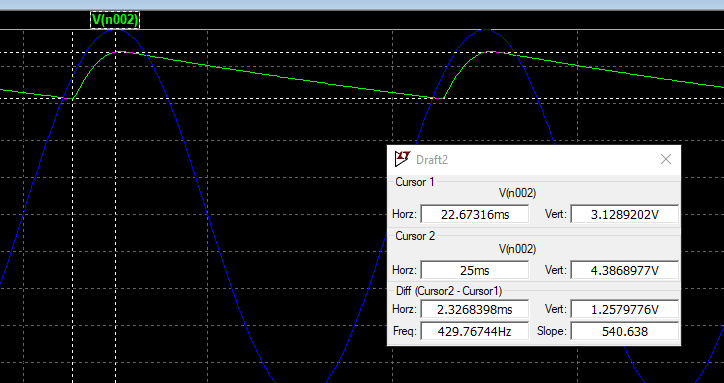 V(n002)
Draft2
Cursor 1
V(n002)
Horz: 22.67316ms Vert: 3.1289202V
Cursor 2
V(n002)
Horz: 25ms Vert: 4.3868977V
Diff (Cursor2 - Cursor1)
Horz: 2.3268398ms Vert: 1.2579776V
Freq: 429.76744Hz Slope: 540.638